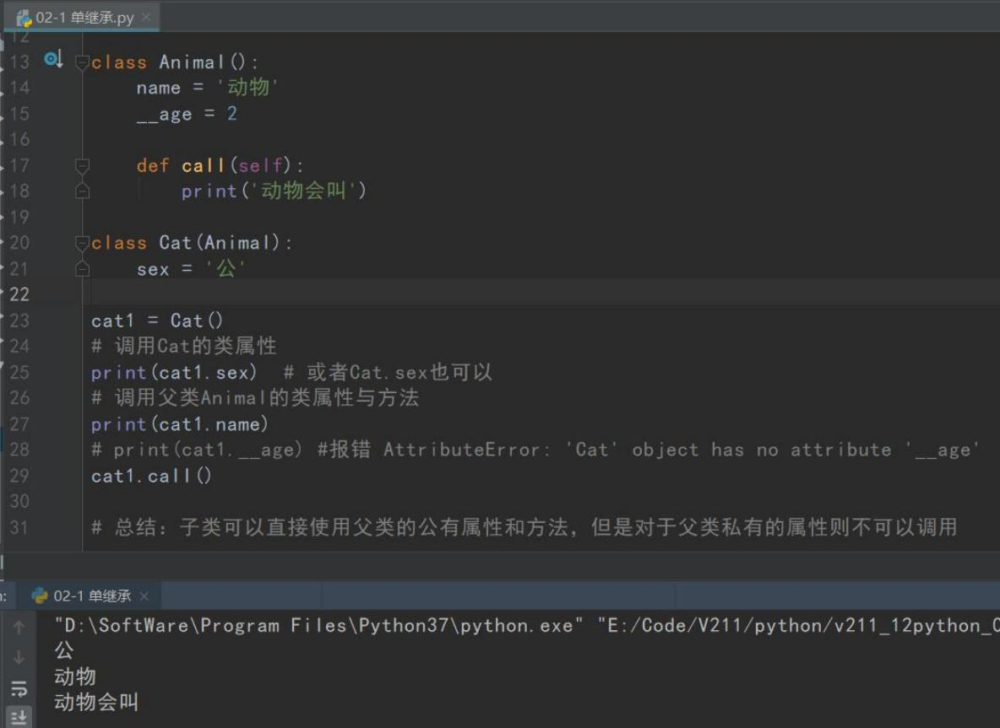 02-1 单继承.py
12
13 class Animal():
14 name = '动物'
15 __age = 2
16
17 def call(self):
18 print('动物会叫')
19
20 class Cat(Animal):
21 sex = '公'
22
23 cat1 = Cat()
24 # 调用Cat的类属性
25 print(cat1.sex) # 或者Cat.sex也可以
26 # 调用父类Animal的类属性与方法
27 print(cat1.name)
28 # print(cat1.__age) #报错 AttributeError: 'Cat' object has no attribute '__age'
29 cat1.call()
30
31 # 总结：子类可以直接使用父类的公有属性和方法，但是对于父类私有的属性则不可以调用
02-1 单继承
"D:\SoftWare\Program Files\Python37\python.exe" "E:/Code/V211/python/v211_12python_
公
动物
动物会叫